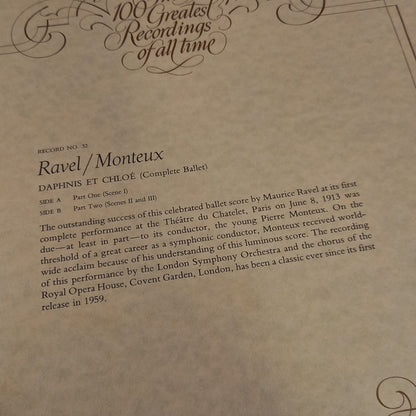 100 Greatest
Recordings
of all time
RECORD NO. 32
Ravel/Monteux
DAPHNIS ET CHLOË (Complete Ballet)
SIDE A Part One (Scene I)
SIDE B Part Two (Scenes II and III)
The outstanding success of this celebrated ballet score by Maurice Ravel at its first
complete performance at the Théâtre du Chatelet, Paris on June 8, 1913 was
due—at least in part—to its conductor, the young Pierre Monteux. On the
threshold of a great career as a symphonic conductor, Monteux received world-
wide acclaim because of his understanding of this luminous score. The recording
of this performance by the London Symphony Orchestra and the chorus of the
Royal Opera House, Covent Garden, London, has been a classic ever since its first
release in 1959.